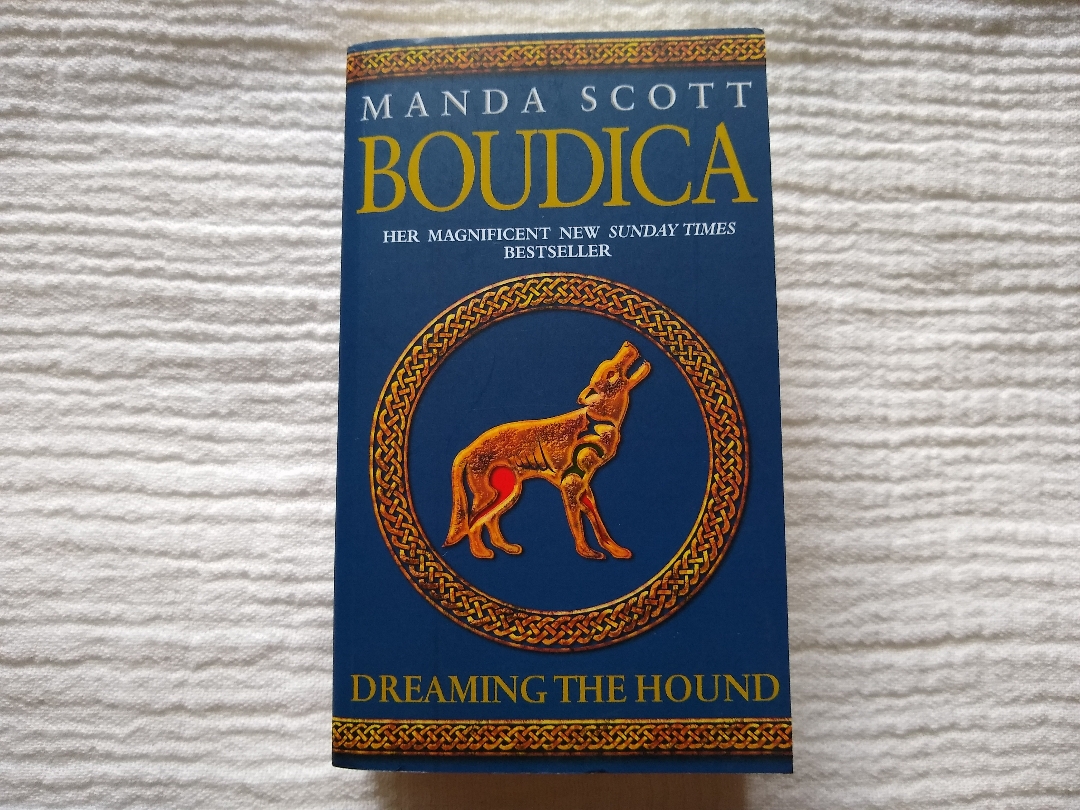 MANDA SCOTT
BOUDICA
HER MAGNIFICENT NEW SUNDAY TIMES
BESTSELLER
DREAMING THE HOUND